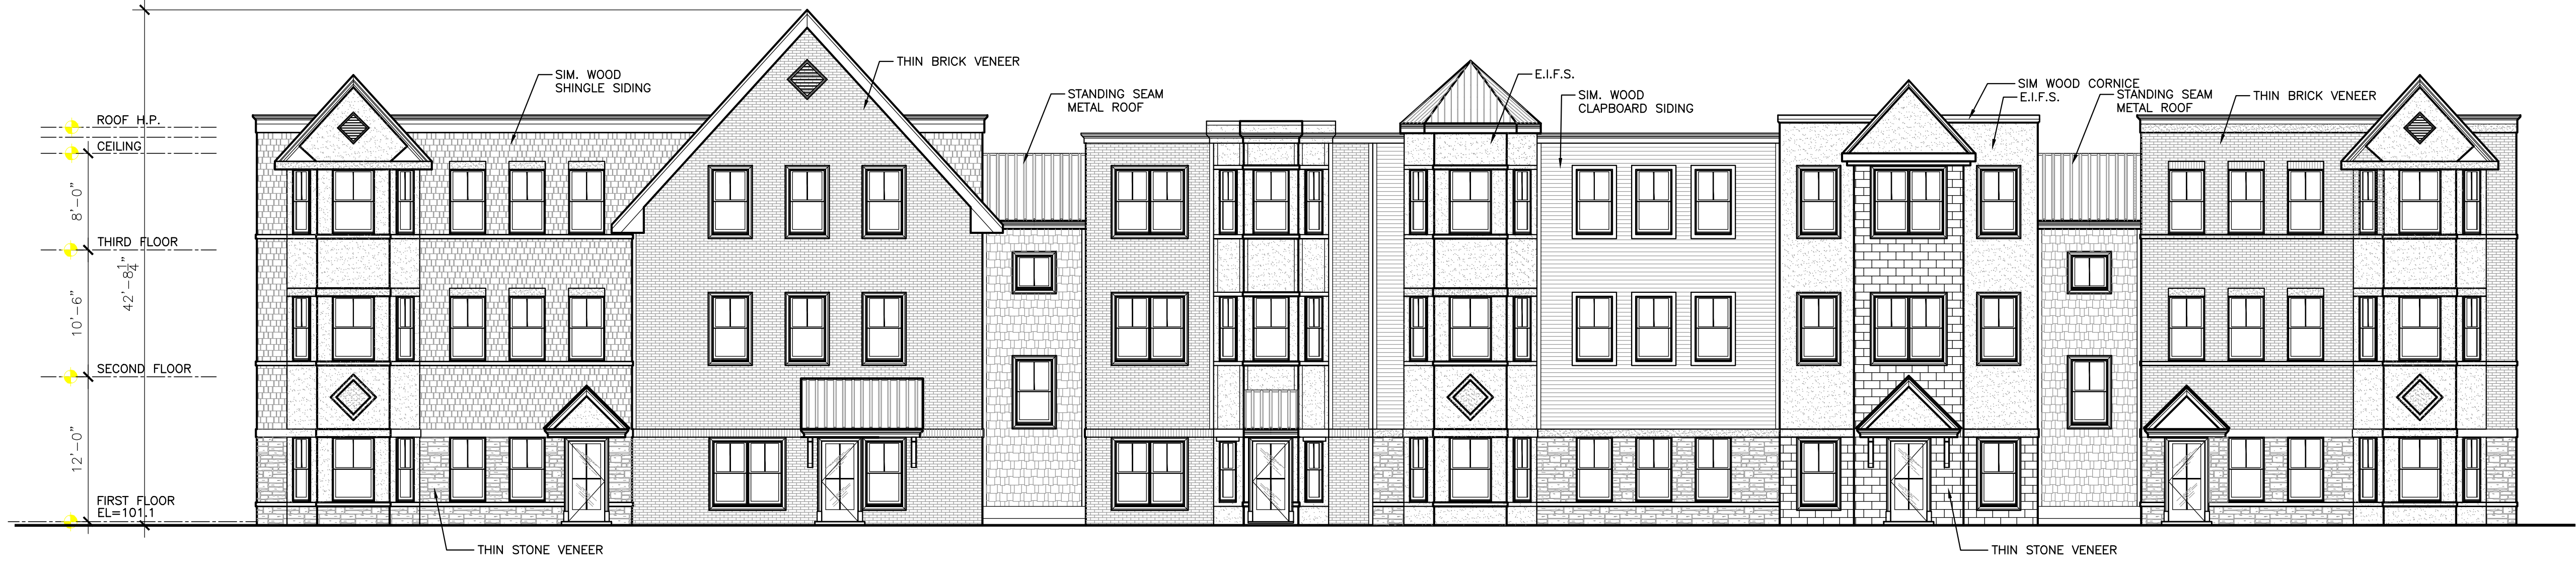 SIM. WOOD
SHINGLE SIDING
THIN BRICK VENEER
STANDING SEAM
METAL ROOF
E.I.F.S.
SIM. WOOD
CLAPBOARD SIDING
SIM WOOD CORNICE
E.I.F.S.
STANDING SEAM
METAL ROOF
THIN BRICK VENEER
ROOF H.P.
CEILING
8'-0"
THIRD FLOOR
42'-8 1/4"
10'-6"
SECOND FLOOR
12'-0"
FIRST FLOOR
EL=101.1
THIN STONE VENEER
THIN STONE VENEER